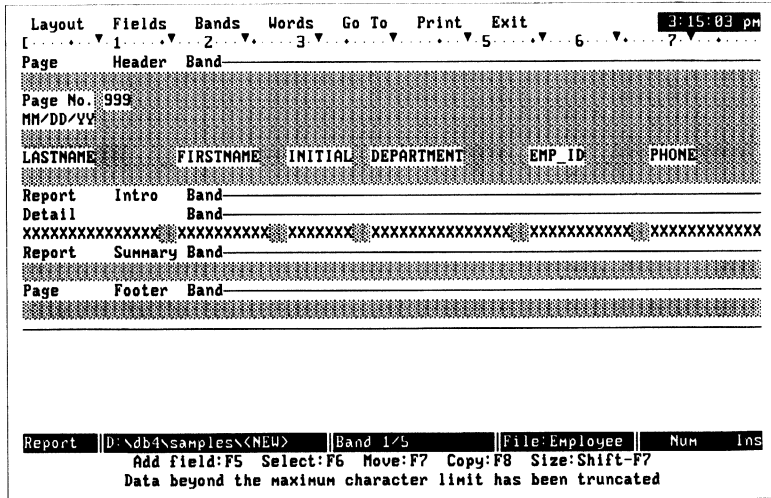 Layout Fields Bands Words Go To Print Exit 3:15:03 pm
[·····♦·▼·1·····♦▼····2···▼♦·····3·▼···♦·····▼·♦····▼5·····♦▼····6····▼♦·····7·▼···♦····
Page Header Band
Page No. 999
MM/DD/YY
LASTNAME FIRSTNAME INITIAL DEPARTMENT EMP_ID PHONE
Report Intro Band
Detail Band
XXXXXXXXXXXXXXX XXXXXXXXXX XXXXXXX XXXXXXXXXXXXXXX XXXXXXXXXXX XXXXXXXXXXXX
Report Summary Band
Page Footer Band
Report D:\db4\samples\<NEW> Band 1/5 File:Employee Num Ins
Add field:F5 Select:F6 Move:F7 Copy:F8 Size:Shift-F7
Data beyond the maximum character limit has been truncated